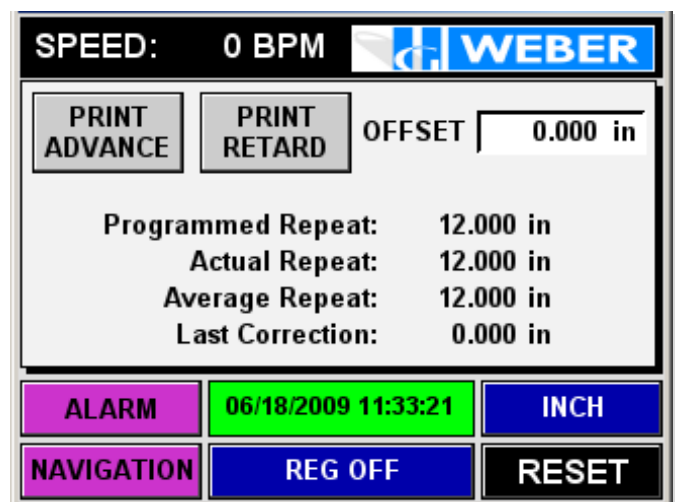 SPEED: 0 BPM WEBER
PRINT ADVANCE
PRINT RETARD
OFFSET 0.000 in
Programmed Repeat: 12.000 in
Actual Repeat: 12.000 in
Average Repeat: 12.000 in
Last Correction: 0.000 in
ALARM 06/18/2009 11:33:21 INCH
NAVIGATION REG OFF RESET